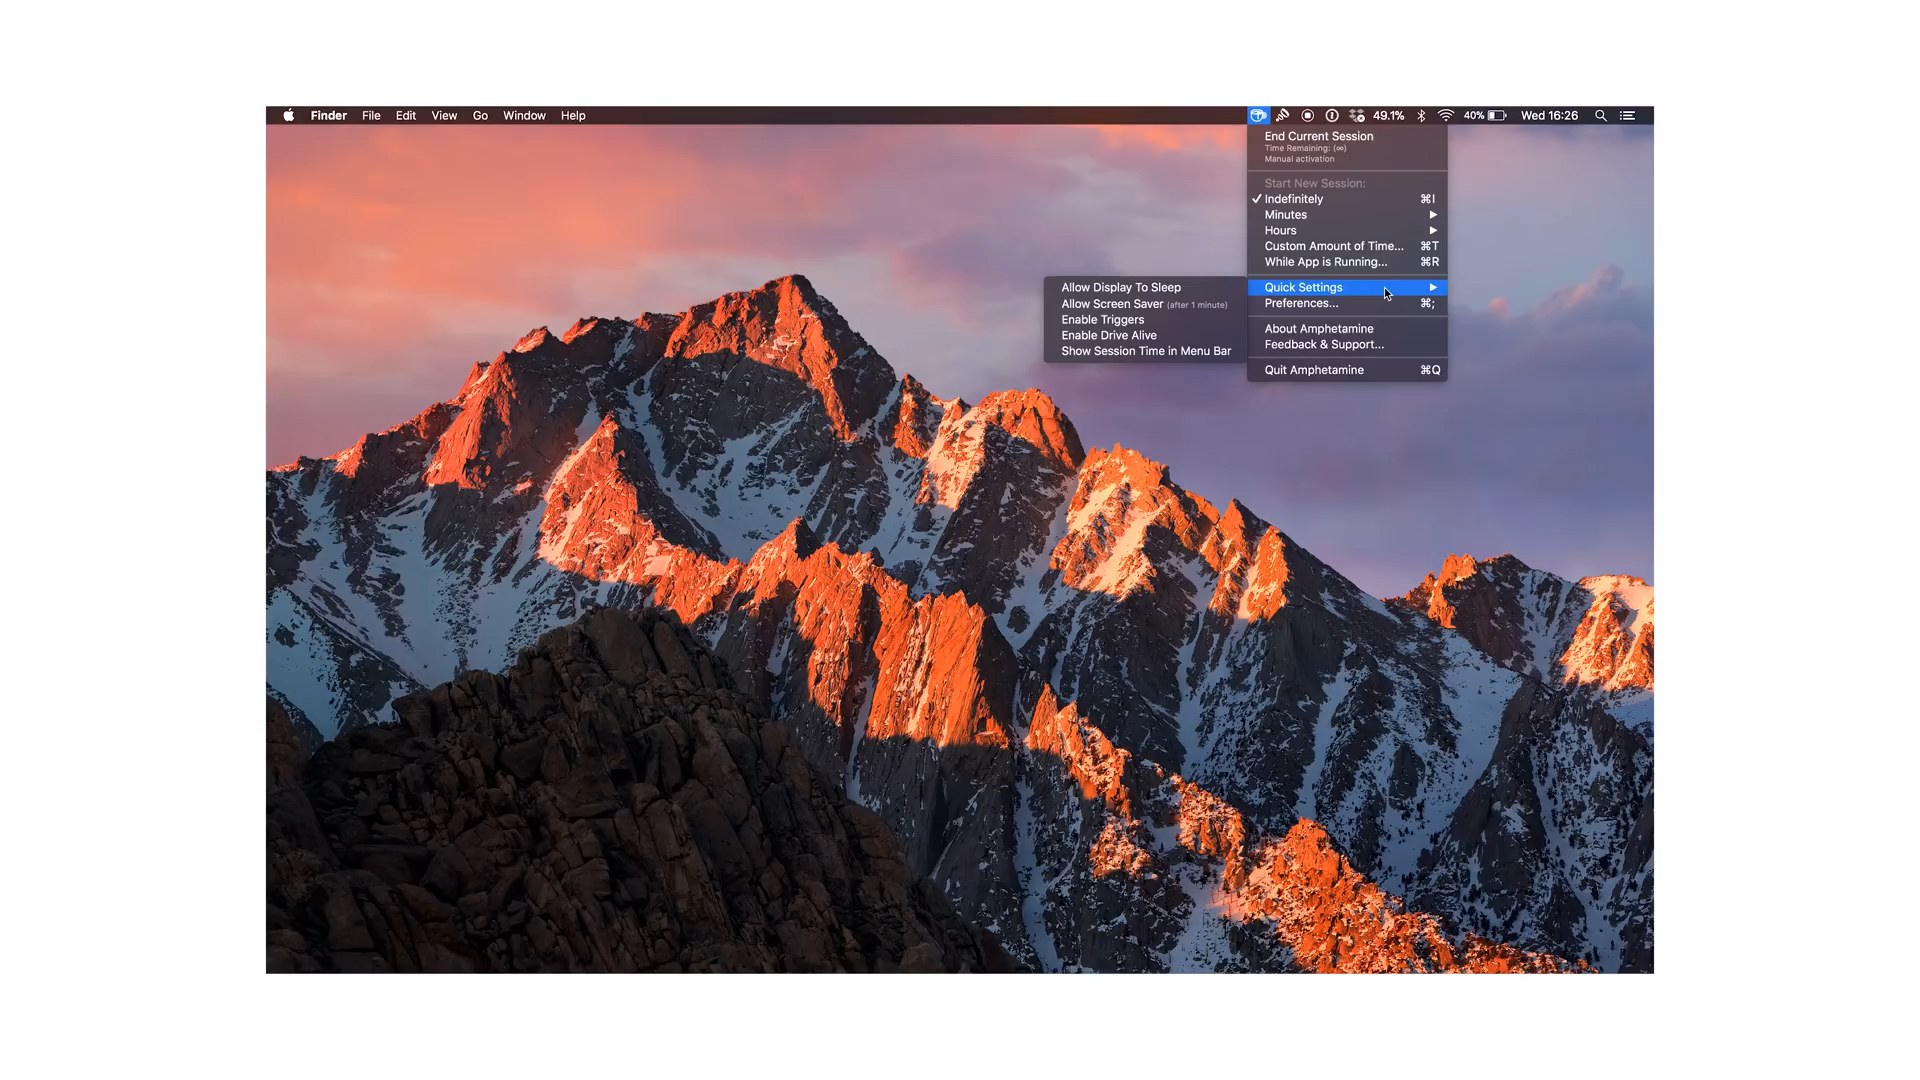 Finder File Edit View Go Window Help 49.1% 40% Wed 16:26
End Current Session
Time Remaining: (∞)
Manual activation
Start New Session:
✓ Indefinitely ⌘I
Minutes ▶
Hours ▶
Custom Amount of Time... ⌘T
While App is Running... ⌘R
Quick Settings ▶
Preferences... ⌘;
About Amphetamine
Feedback & Support...
Quit Amphetamine ⌘Q
Allow Display To Sleep
Allow Screen Saver (after 1 minute)
Enable Triggers
Enable Drive Alive
Show Session Time in Menu Bar